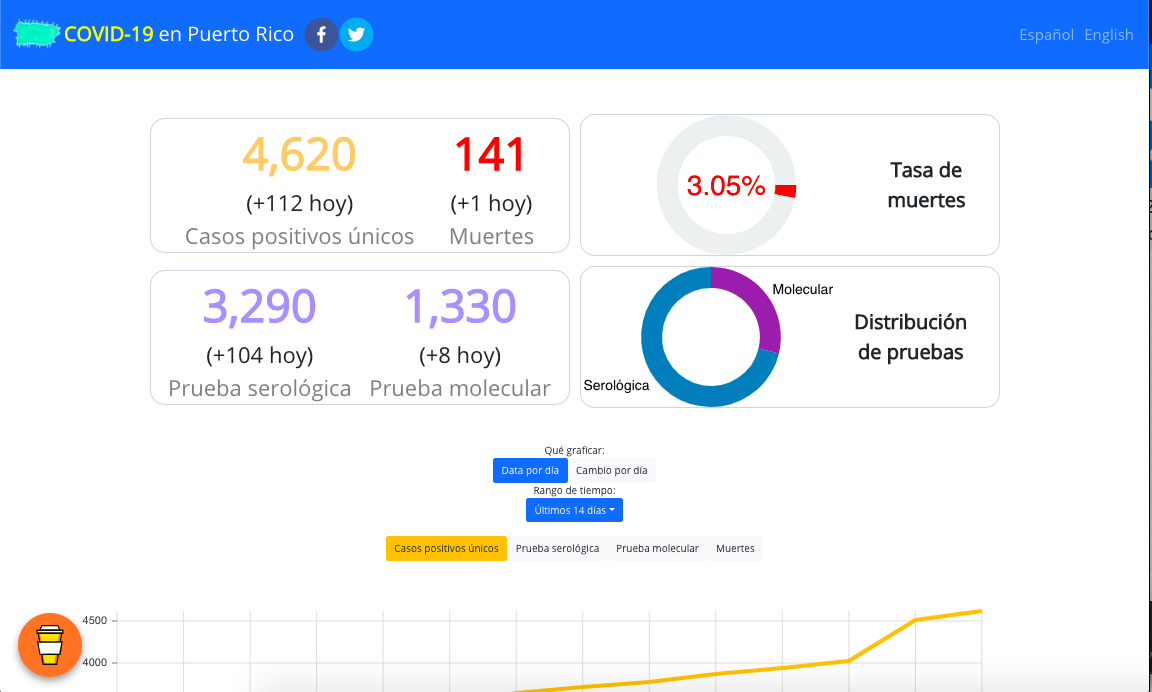 COVID-19 en Puerto Rico
Español English
4,620
(+112 hoy)
Casos positivos únicos
141
(+1 hoy)
Muertes
3.05%
Tasa de
muertes
3,290
(+104 hoy)
Prueba serológica
1,330
(+8 hoy)
Prueba molecular
Molecular
Serológica
Distribución
de pruebas
Qué graficar:
Data por día Cambio por día
Rango de tiempo:
Últimos 14 días
Casos positivos únicos Prueba serológica Prueba molecular Muertes
4500
4000